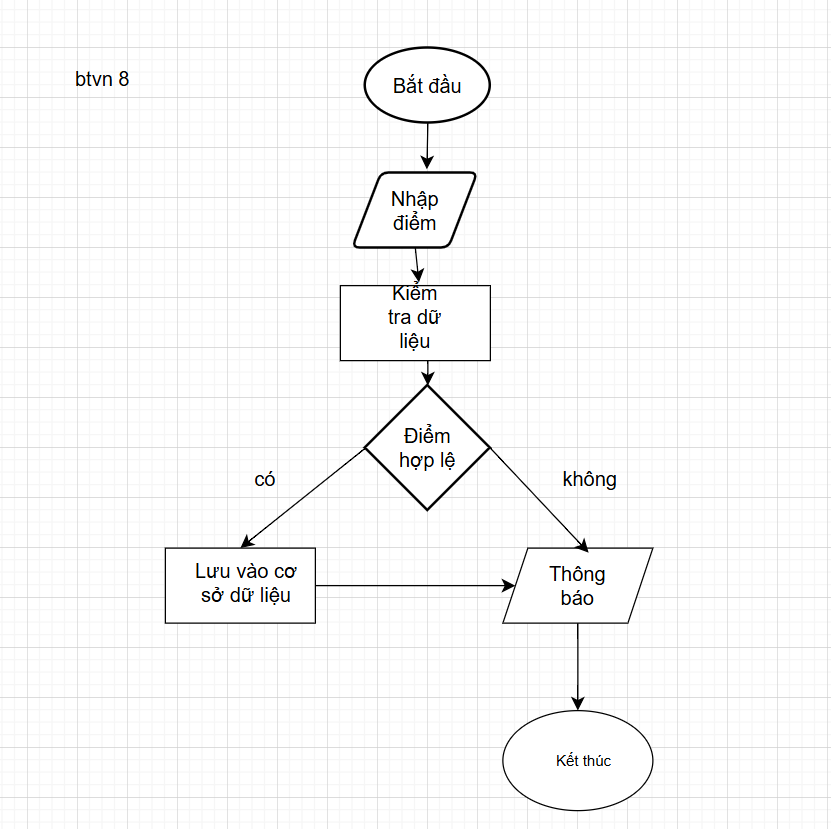 btvn 8
Bắt đầu
Nhập
điểm
Kiểm
tra dữ
liệu
Điểm
hợp lệ
có
không
Lưu vào cơ
sở dữ liệu
Thông
báo
Kết thúc